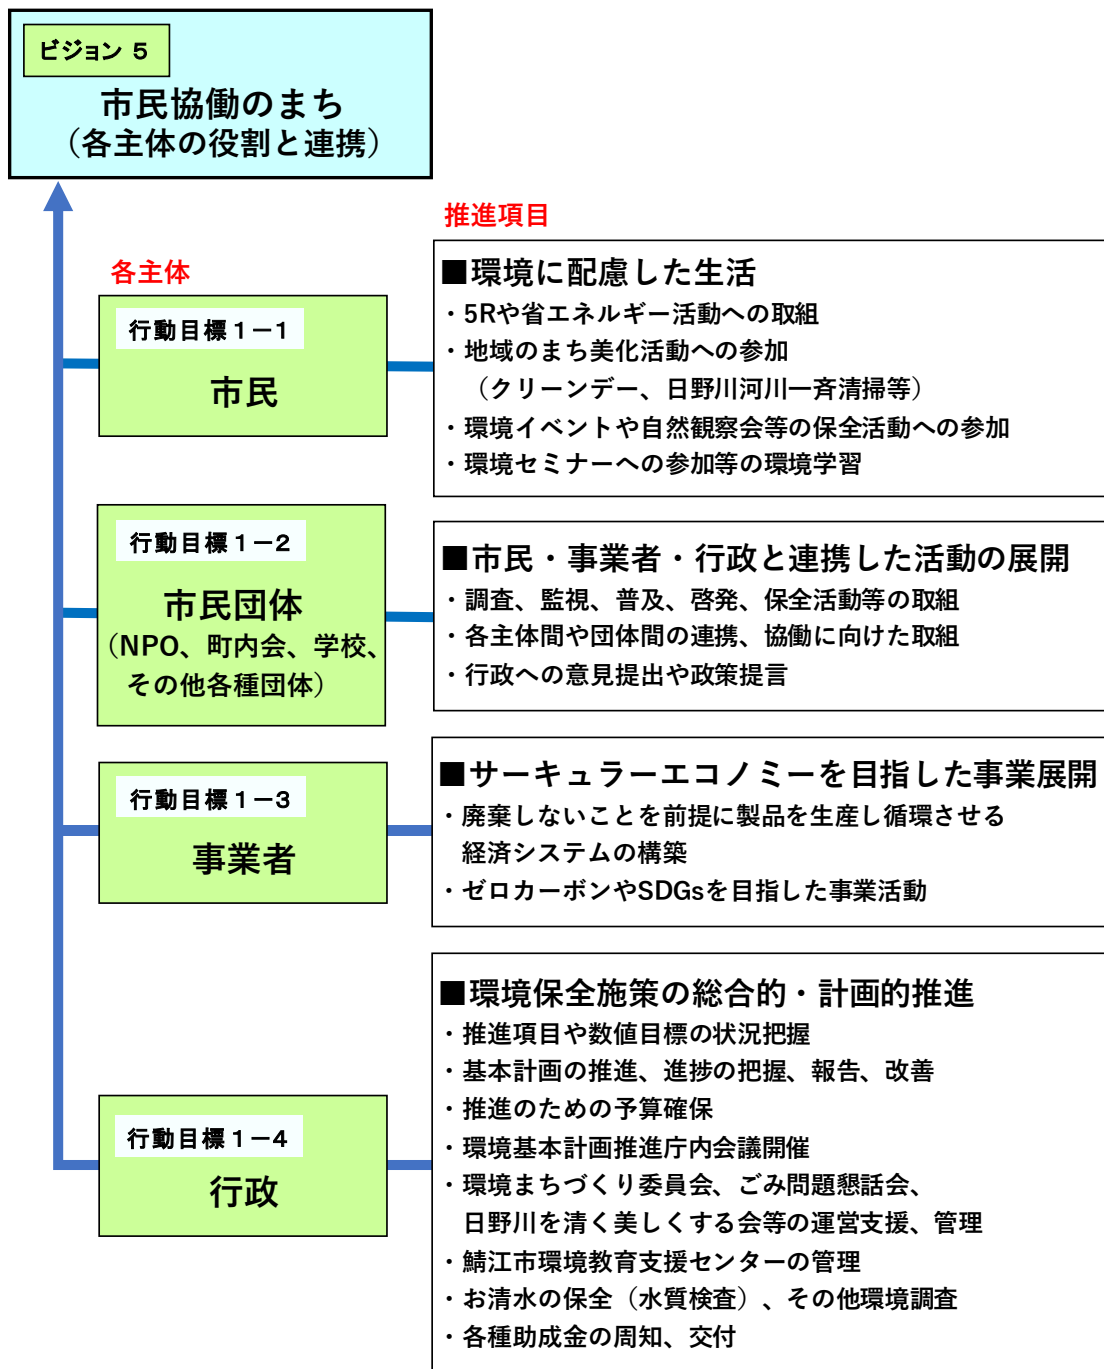 ビジョン 5
市民協働のまち
（各主体の役割と連携）
推進項目
各主体
行動目標１－１
市民
■環境に配慮した生活
・5Rや省エネルギー活動への取組
・地域のまち美化活動への参加
（クリーンデー、日野川河川一斉清掃等）
・環境イベントや自然観察会等の保全活動への参加
・環境セミナーへの参加等の環境学習
行動目標１－２
市民団体
（NPO、町内会、学校、
その他各種団体）
■市民・事業者・行政と連携した活動の展開
・調査、監視、普及、啓発、保全活動等の取組
・各主体間や団体間の連携、協働に向けた取組
・行政への意見提出や政策提言
行動目標１－３
事業者
■サーキュラーエコノミーを目指した事業展開
・廃棄しないことを前提に製品を生産し循環させる
経済システムの構築
・ゼロカーボンやSDGsを目指した事業活動
行動目標１－４
行政
■環境保全施策の総合的・計画的推進
・推進項目や数値目標の状況把握
・基本計画の推進、進捗の把握、報告、改善
・推進のための予算確保
・環境基本計画推進庁内会議開催
・環境まちづくり委員会、ごみ問題懇話会、
日野川を清く美しくする会等の運営支援、管理
・鯖江市環境教育支援センターの管理
・お清水の保全（水質検査）、その他環境調査
・各種助成金の周知、交付